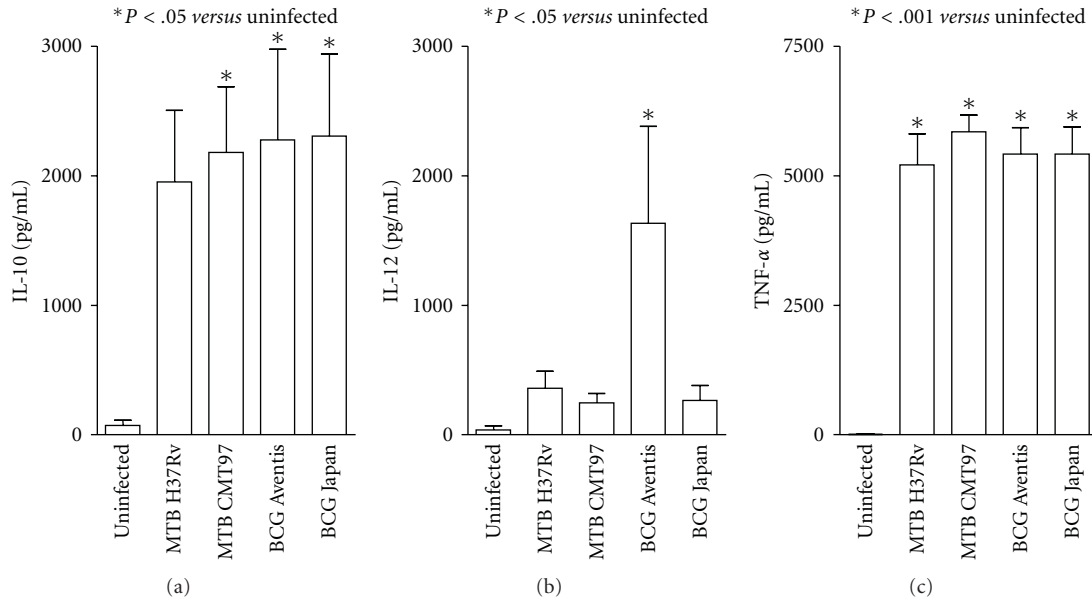 *P < .05 versus uninfected
3000
2000
1000
0
IL-10 (pg/mL)
*
*
*
Uninfected
MTB H37Rv
MTB CMT97
BCG Aventis
BCG Japan
(a)
*P < .05 versus uninfected
3000
2000
1000
0
IL-12 (pg/mL)
*
Uninfected
MTB H37Rv
MTB CMT97
BCG Aventis
BCG Japan
(b)
*P < .001 versus uninfected
7500
5000
2500
0
TNF-α (pg/mL)
*
*
*
*
Uninfected
MTB H37Rv
MTB CMT97
BCG Aventis
BCG Japan
(c)